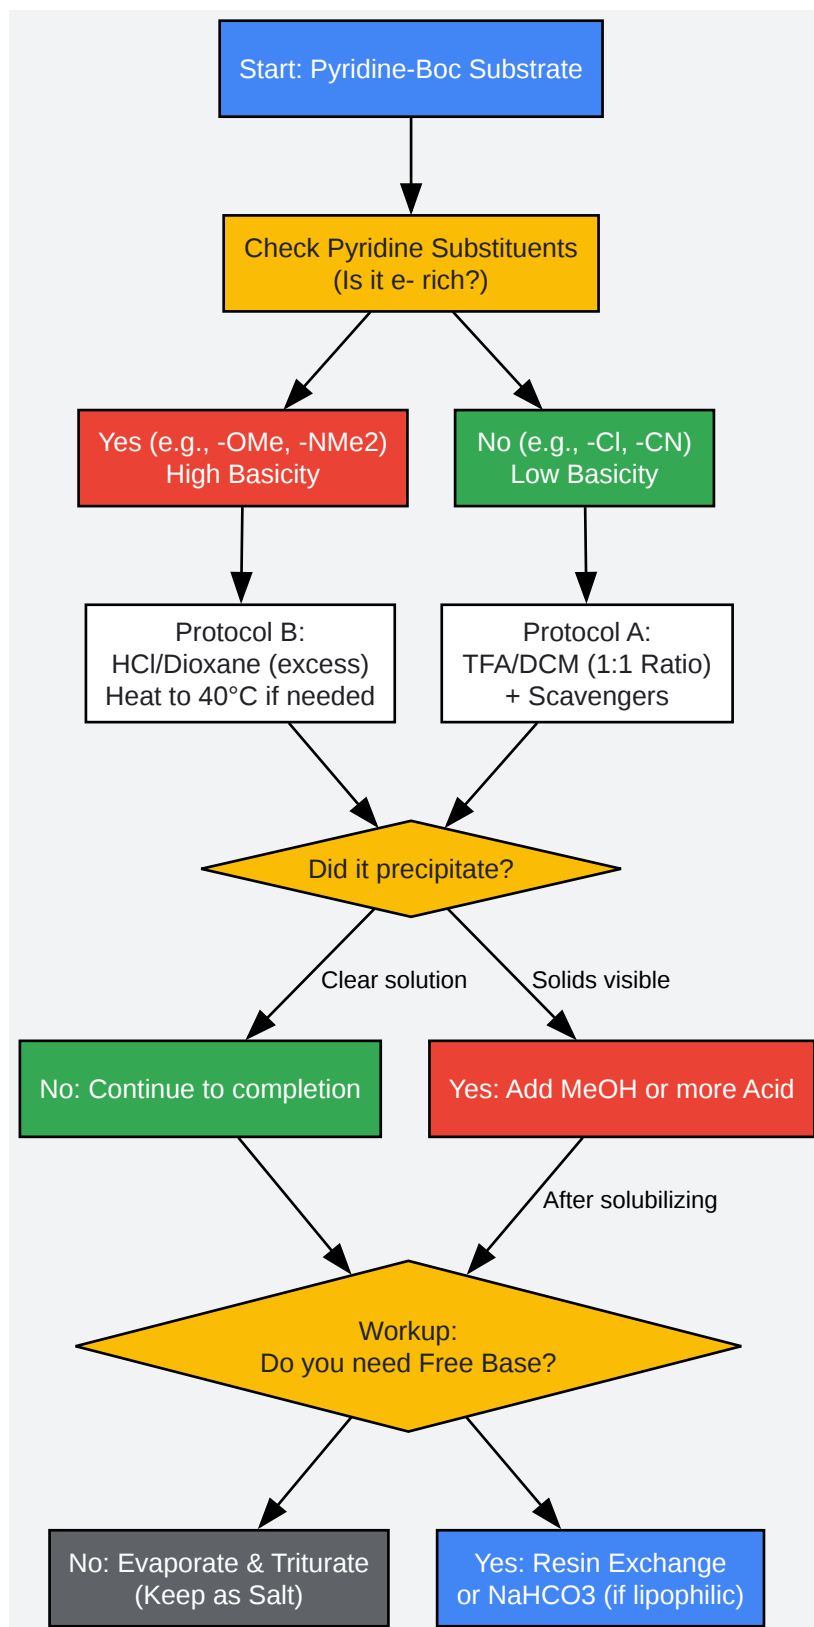 Start: Pyridine-Boc Substrate
Check Pyridine Substituents
(Is it e- rich?)
Yes (e.g., -OMe, -NMe2)
High Basicity
No (e.g., -Cl, -CN)
Low Basicity
Protocol B:
HCl/Dioxane (excess)
Heat to 40°C if needed
Protocol A:
TFA/DCM (1:1 Ratio)
+ Scavengers
Did it precipitate?
Clear solution
Solids visible
No: Continue to completion
Yes: Add MeOH or more Acid
After solubilizing
Workup:
Do you need Free Base?
No: Evaporate & Triturate
(Keep as Salt)
Yes: Resin Exchange
or NaHCO3 (if lipophilic)